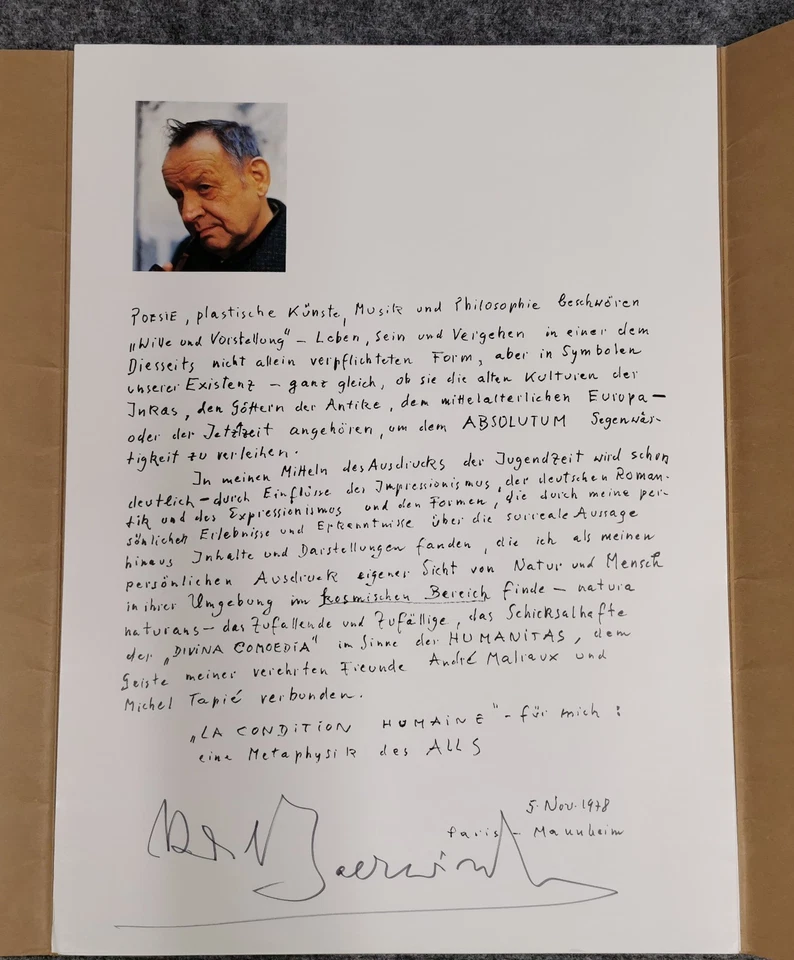 POESIE, plastische Künste, Musik und Philosophie beschwören
„Wille und Vorstellung" – Leben, Sein und Vergehen in einer dem
Diesseits nicht allein verpflichteten Form, aber in Symbolen
unserer Existenz – ganz gleich, ob sie die alten Kulturen der
Inkas, den Göttern der Antike, dem mittelalterlichen Europa –
oder der Jetztzeit angehören, um dem ABSOLUTUM Gegenwär-
tigkeit zu verleihen.
In meinen Mitteln des Ausdrucks der Jugendzeit wird schon
deutlich – durch Einflüsse des Impressionismus, der deutschen Roman-
tik und des Expressionismus und den Formen, die durch meine per-
sönlichen Erlebnisse und Erkenntnisse über die surreale Aussage
hinaus Inhalte und Darstellungen fanden, die ich als meinen
persönlichen Ausdruck eigener Sicht von Natur und Mensch
in ihrer Umgebung im kosmischen Bereich finde – natura
naturans – das Zufallende und Zufällige, das Schicksalhafte
der „DIVINA COMOEDIA" im Sinne der HUMANITAS, dem
Geiste meiner verehrten Freunde André Malraux und
Michel Tapié verbunden.
„LA CONDITION HUMAINE" – für mich :
eine Metaphysik des ALLS
5. Nov. 1978
Paris – Mannheim